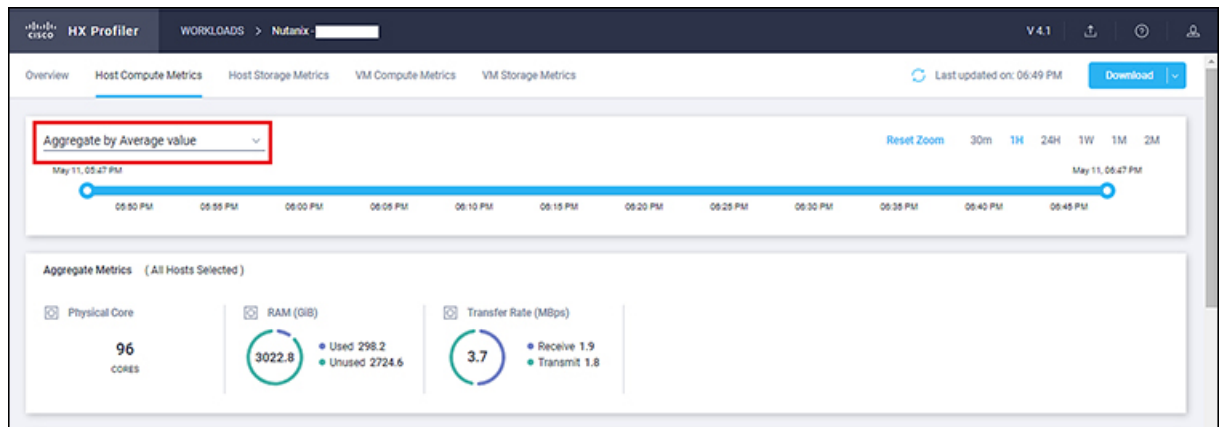 cisco HX Profiler WORKLOADS > Nutanix - V 4.1
Overview Host Compute Metrics Host Storage Metrics VM Compute Metrics VM Storage Metrics Last updated on: 06:49 PM Download
Aggregate by Average value Reset Zoom 30m 1H 24H 1W 1M 2M
May 11, 05:47 PM May 11, 06:47 PM
05:50 PM 05:55 PM 06:00 PM 06:05 PM 06:10 PM 06:15 PM 06:20 PM 06:25 PM 06:30 PM 06:35 PM 06:40 PM 06:45 PM
Aggregate Metrics ( All Hosts Selected )
Physical Core RAM (GiB) Transfer Rate (MBps)
96 3022.8 Used 298.2 3.7 Receive 1.9
CORES Unused 2724.6 Transmit 1.8